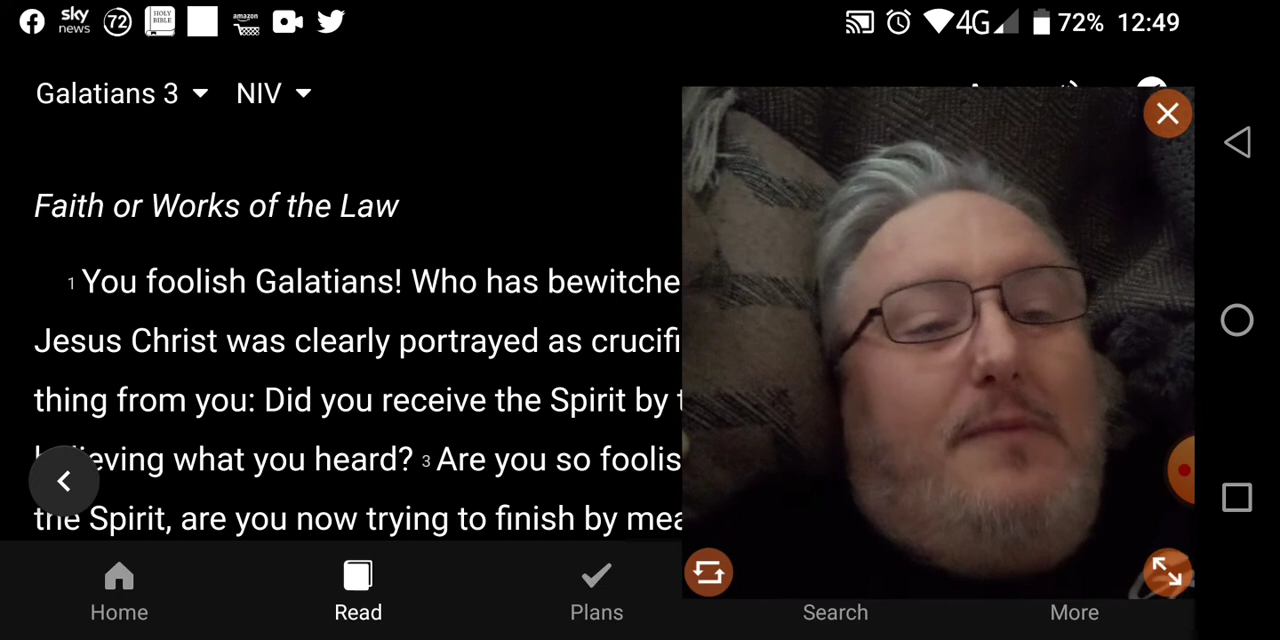 sky
news
72
HOLY
BIBLE
amazon
4G
72%
12:49
Galatians 3
NIV
Faith or Works of the Law
1 You foolish Galatians! Who has bewitche
Jesus Christ was clearly portrayed as crucifi
thing from you: Did you receive the Spirit by
eving what you heard? 3 Are you so foolis
the Spirit, are you now trying to finish by mea
Home
Read
Plans
Search
More